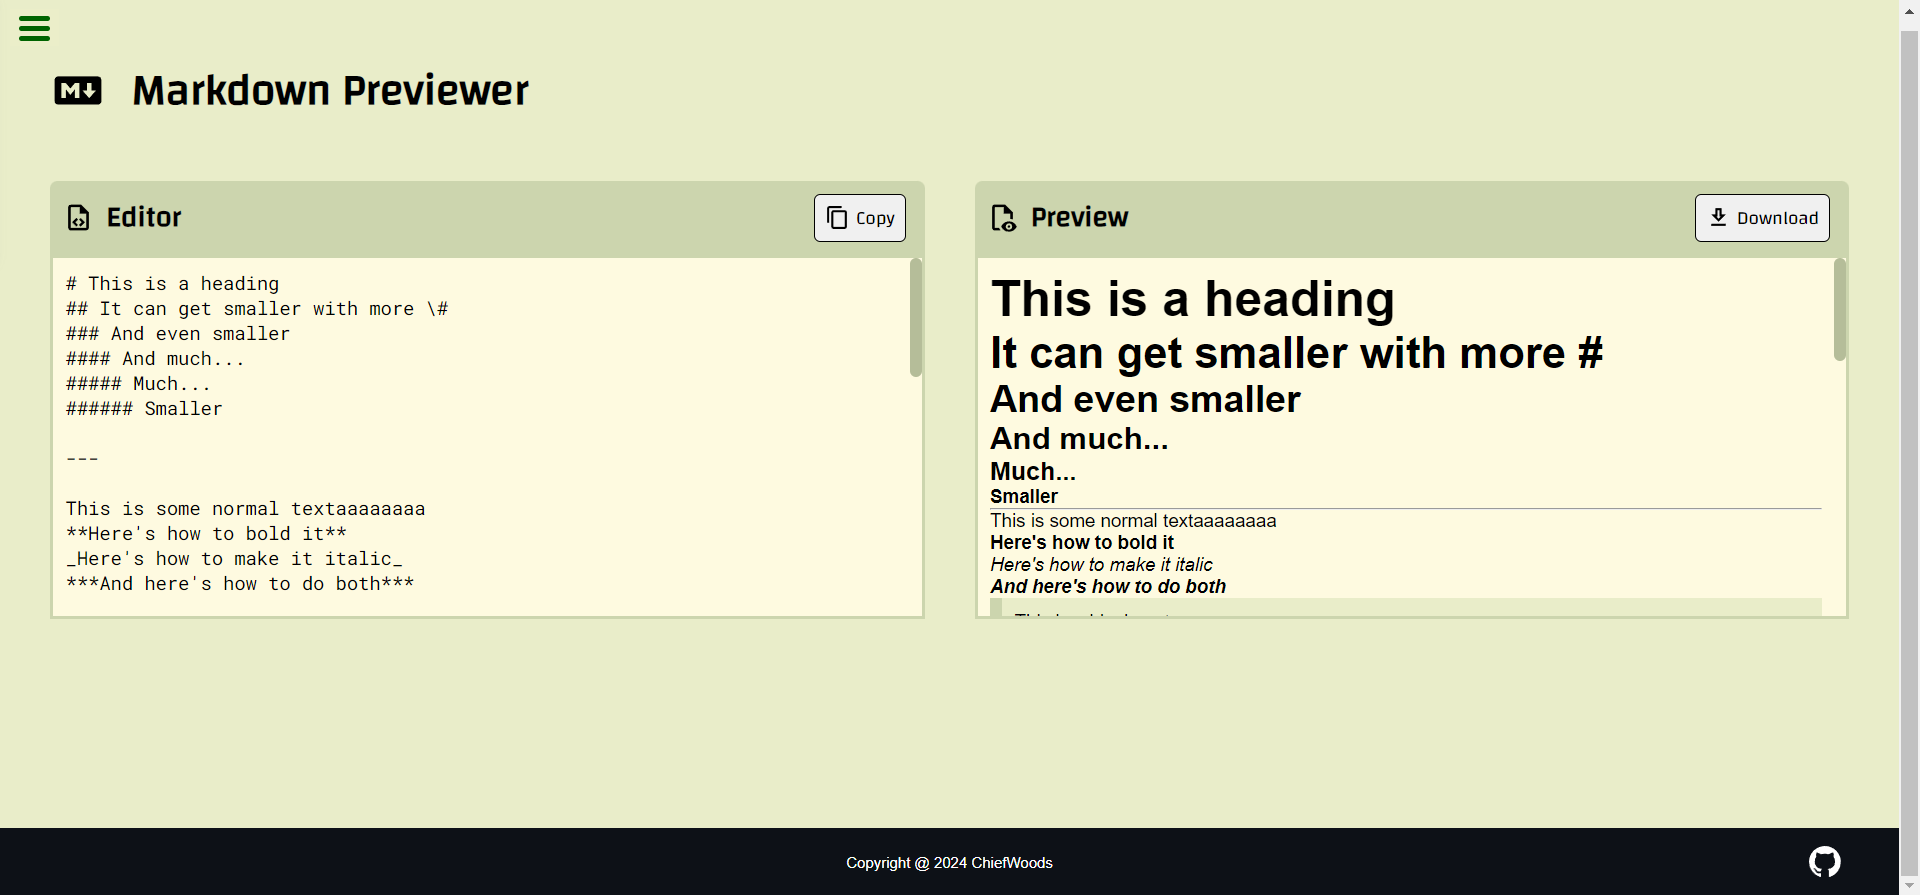 M
Markdown Previewer
Editor
Copy
# This is a heading
## It can get smaller with more \#
### And even smaller
#### And much...
##### Much...
###### Smaller
---
This is some normal textaaaaaaaa
**Here's how to bold it**
_Here's how to make it italic_
***And here's how to do both***
Preview
Download
This is a heading
It can get smaller with more #
And even smaller
And much...
Much...
Smaller
This is some normal textaaaaaaaa
Here's how to bold it
Here's how to make it italic
And here's how to do both
Copyright @ 2024 ChiefWoods